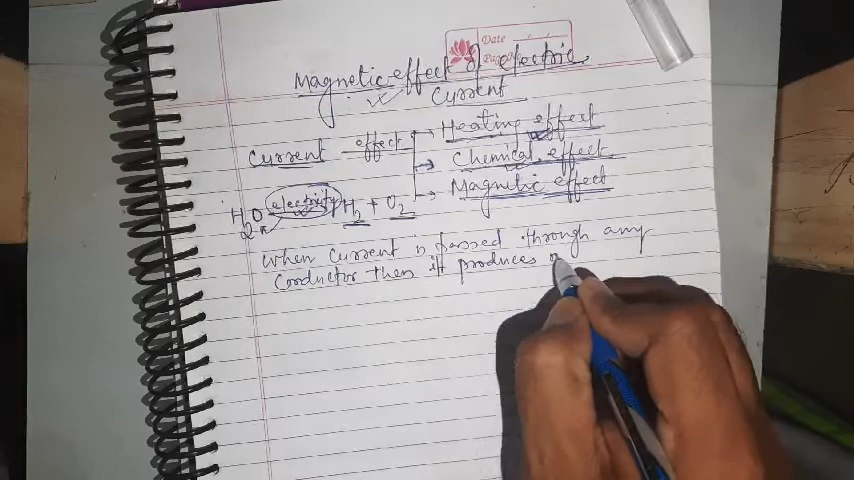 Date
Magnetic effect of electric
Current
Current effect → Heating effect
→ Chemical effect
→ Magnetic effect
H2O electricity H2 + O2
When Current is passed through any
Conductor then it produces